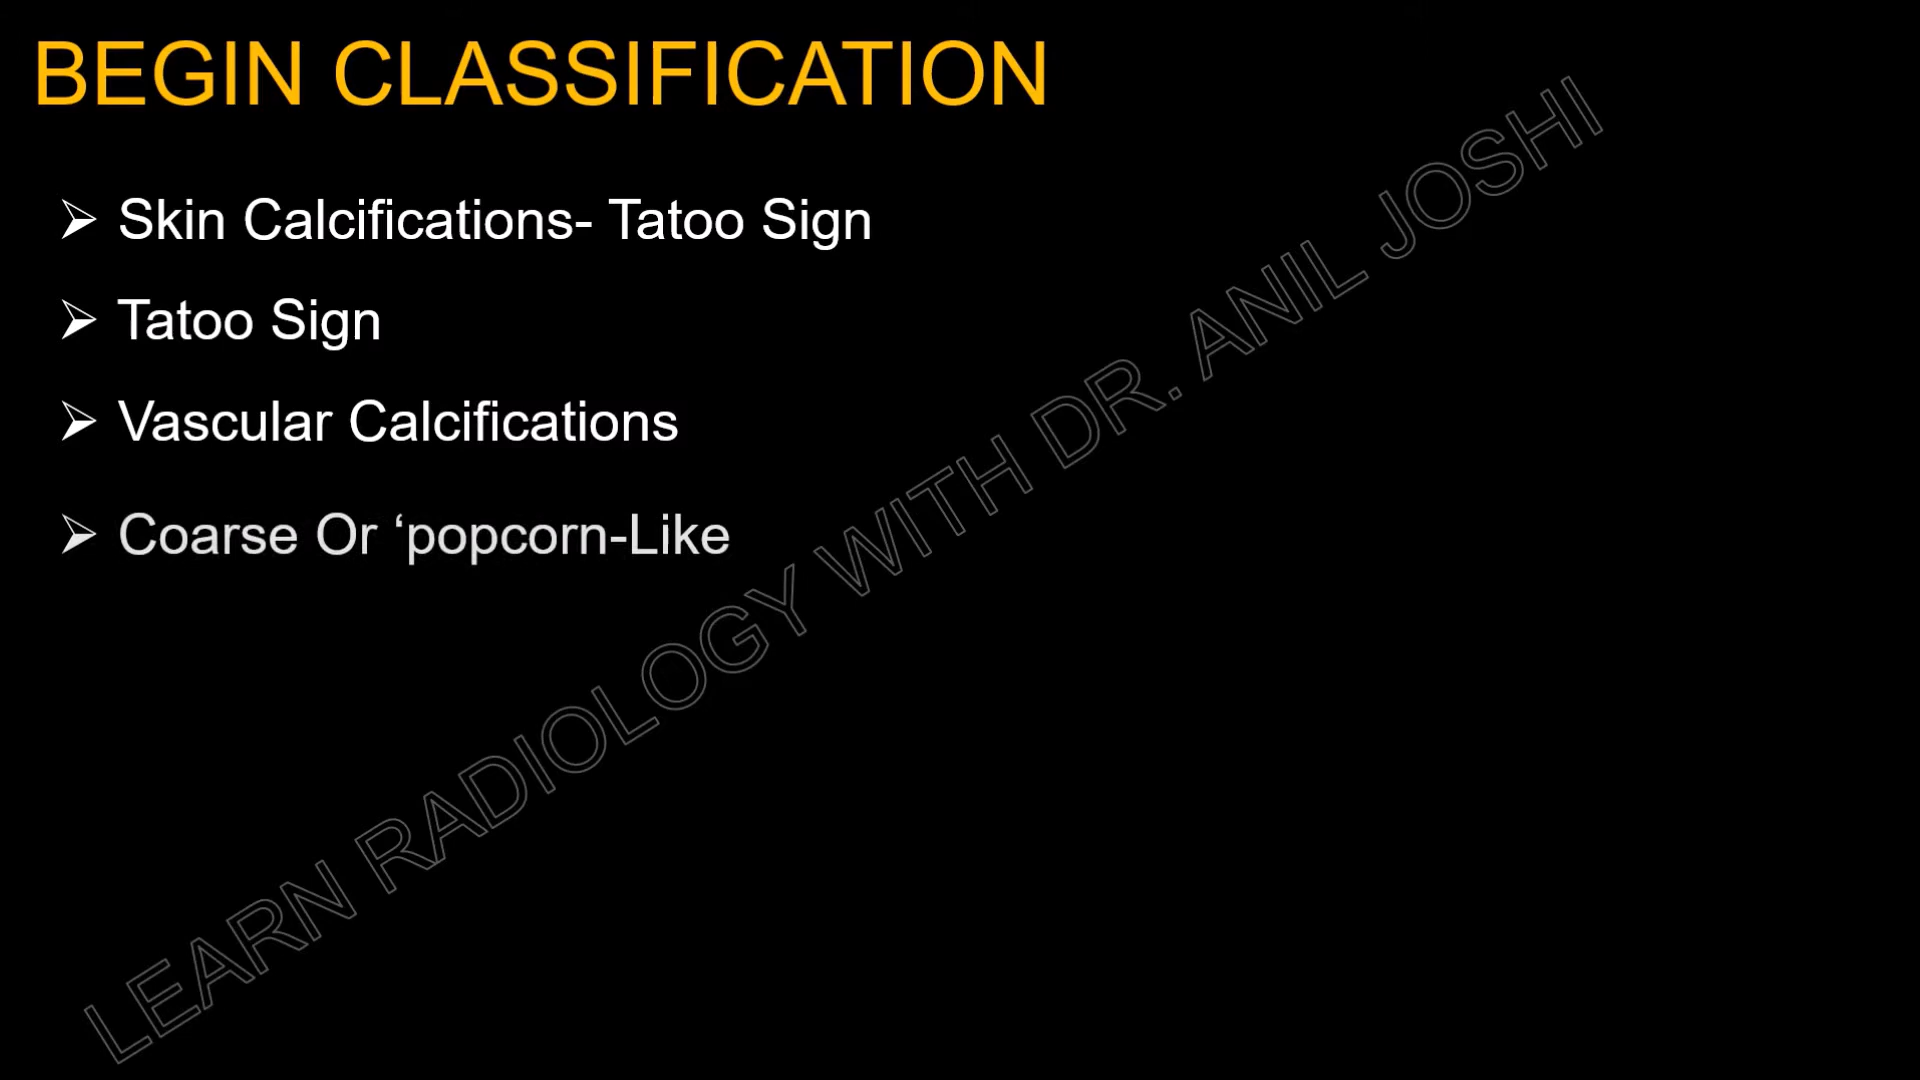 BEGIN CLASSIFICATION
Skin Calcifications- Tatoo Sign
Tatoo Sign
Vascular Calcifications
Coarse Or ‘popcorn-Like
LEARN RADIOLOGY WITH DR. ANIL JOSHI